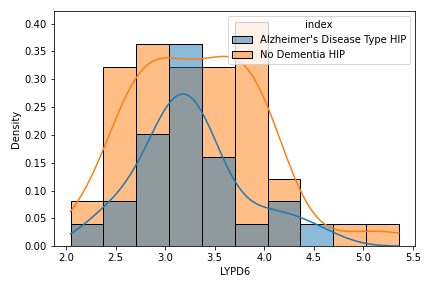 index
Alzheimer's Disease Type HIP
No Dementia HIP
0.40
0.35
0.30
0.25
0.20
0.15
0.10
0.05
0.00
Density
2.0 2.5 3.0 3.5 4.0 4.5 5.0 5.5
LYPD6